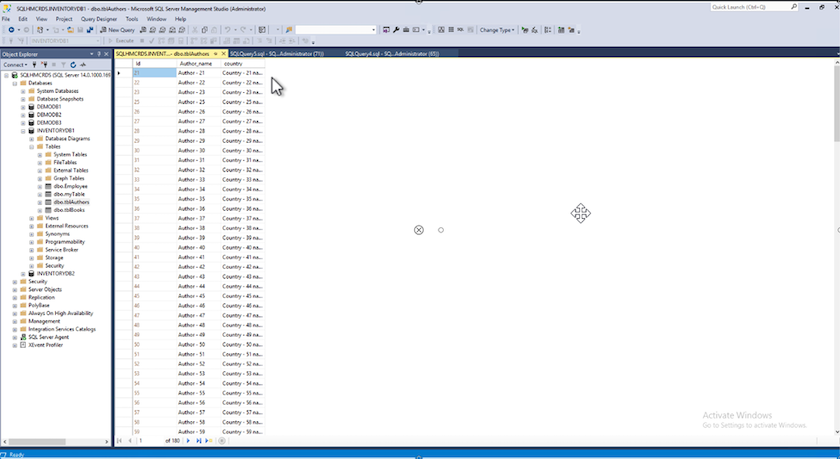 SQLHMCRDS.INVENTORYDB1 - dbo.tblAuthors - Microsoft SQL Server Management Studio (Administrator)
Quick Launch (Ctrl+Q)
File Edit View Project Query Designer Tools Window Help
New Query
Change Type
INVENTORYDB1 Execute
Object Explorer
SQLHMCRDS.INVENT...- dbo.tblAuthors
SQLQuery5.sql - SQ...Administrator (71))
SQLQuery4.sql - SQ...Administrator (65))
Connect
SQLHMCRDS (SQL Server 14.0.1000.169
Databases
System Databases
Database Snapshots
DEMODB1
DEMODB2
DEMODB3
INVENTORYDB1
Database Diagrams
Tables
System Tables
FileTables
External Tables
Graph Tables
dbo.Employee
dbo.myTable
dbo.tblAuthors
dbo.tblBooks
Views
External Resources
Synonyms
Programmability
Service Broker
Storage
Security
INVENTORYDB2
Security
Server Objects
Replication
PolyBase
Always On High Availability
Management
Integration Services Catalogs
SQL Server Agent
XEvent Profiler
Id Author_name country
21 Author - 21 Country - 21 na...
22 Author - 22 Country - 22 na...
23 Author - 23 Country - 23 na...
25 Author - 25 Country - 25 na...
26 Author - 26 Country - 26 na...
27 Author - 27 Country - 27 na...
28 Author - 28 Country - 28 na...
29 Author - 29 Country - 29 na...
30 Author - 30 Country - 30 na...
31 Author - 31 Country - 31 na...
32 Author - 32 Country - 32 na...
33 Author - 33 Country - 33 na...
34 Author - 34 Country - 34 na...
35 Author - 35 Country - 35 na...
36 Author - 36 Country - 36 na...
37 Author - 37 Country - 37 na...
38 Author - 38 Country - 38 na...
39 Author - 39 Country - 39 na...
40 Author - 40 Country - 40 na...
41 Author - 41 Country - 41 na...
42 Author - 42 Country - 42 na...
43 Author - 43 Country - 43 na...
44 Author - 44 Country - 44 na...
45 Author - 45 Country - 45 na...
46 Author - 46 Country - 46 na...
47 Author - 47 Country - 47 na...
48 Author - 48 Country - 48 na...
49 Author - 49 Country - 49 na...
50 Author - 50 Country - 50 na...
51 Author - 51 Country - 51 na...
52 Author - 52 Country - 52 na...
53 Author - 53 Country - 53 na...
54 Author - 54 Country - 54 na...
55 Author - 55 Country - 55 na...
56 Author - 56 Country - 56 na...
57 Author - 57 Country - 57 na...
58 Author - 58 Country - 58 na...
59 Author - 59 Country - 59 na...
1 of 180
Activate Windows
Go to Settings to activate Windows.
Ready